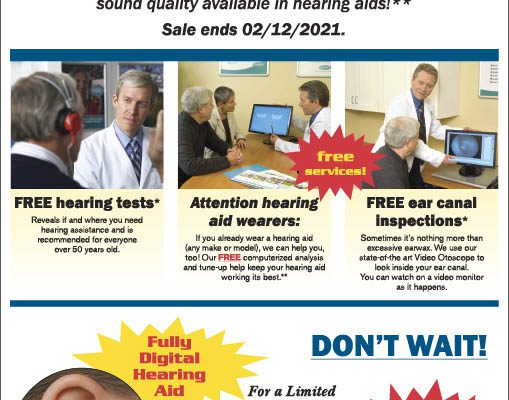 sound quality available in hearing aids!**
Sale ends 02/12/2021.
free
services!
FREE hearing tests*
Reveals if and where you need
hearing assistance and is
recommended for everyone
over 50 years old.
Attention hearing
aid wearers:
If you already wear a hearing aid
(any make or model), we can help you,
too! Our FREE computerized analysis
and tune-up help keep your hearing aid
working its best.**
FREE ear canal
inspections*
Sometimes it's nothing more than
excessive earwax. We use our
state-of-the art Video Otoscope to
look inside your ear canal.
You can watch on a video monitor
as it happens.
Fully
Digital
Hearing
Aid
DON'T WAIT!
For a Limited